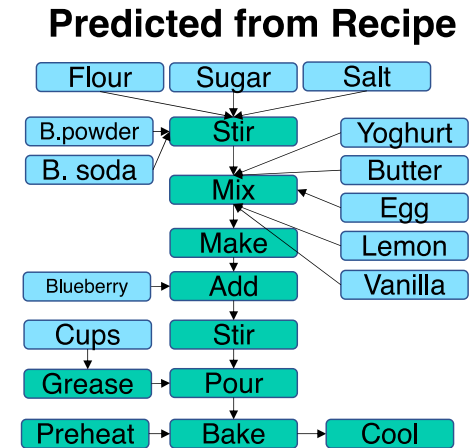 Predicted from Recipe
Flour
Sugar
Salt
B.powder
Stir
Yoghurt
B. soda
Butter
Mix
Egg
Make
Lemon
Blueberry
Add
Vanilla
Cups
Stir
Grease
Pour
Preheat
Bake
Cool